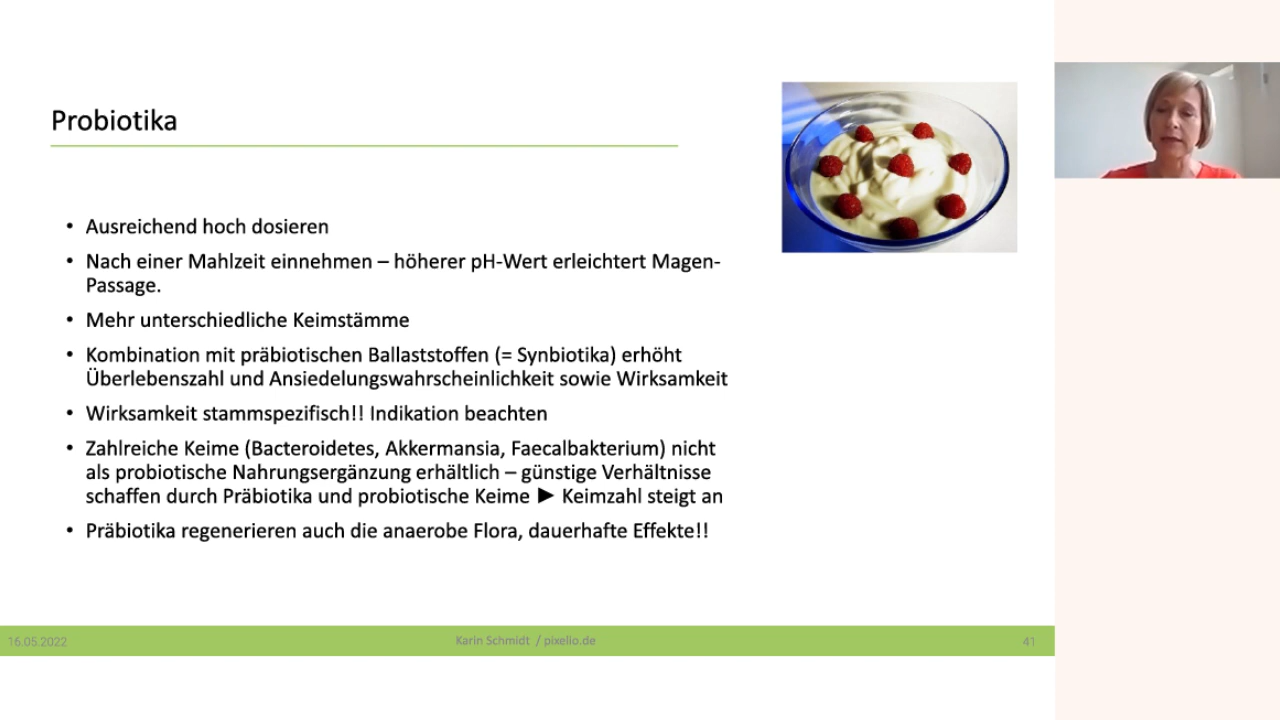 Probiotika
• Ausreichend hoch dosieren
• Nach einer Mahlzeit einnehmen – höherer pH-Wert erleichtert Magen-
Passage.
• Mehr unterschiedliche Keimstämme
• Kombination mit präbiotischen Ballaststoffen (= Synbiotika) erhöht
Überlebenszahl und Ansiedelungswahrscheinlichkeit sowie Wirksamkeit
• Wirksamkeit stammspezifisch!! Indikation beachten
• Zahlreiche Keime (Bacteroidetes, Akkermansia, Faecalbakterium) nicht
als probiotische Nahrungsergänzung erhältlich – günstige Verhältnisse
schaffen durch Präbiotika und probiotische Keime ► Keimzahl steigt an
• Präbiotika regenerieren auch die anaerobe Flora, dauerhafte Effekte!!
16.05.2022
Karin Schmidt / pixelio.de
41